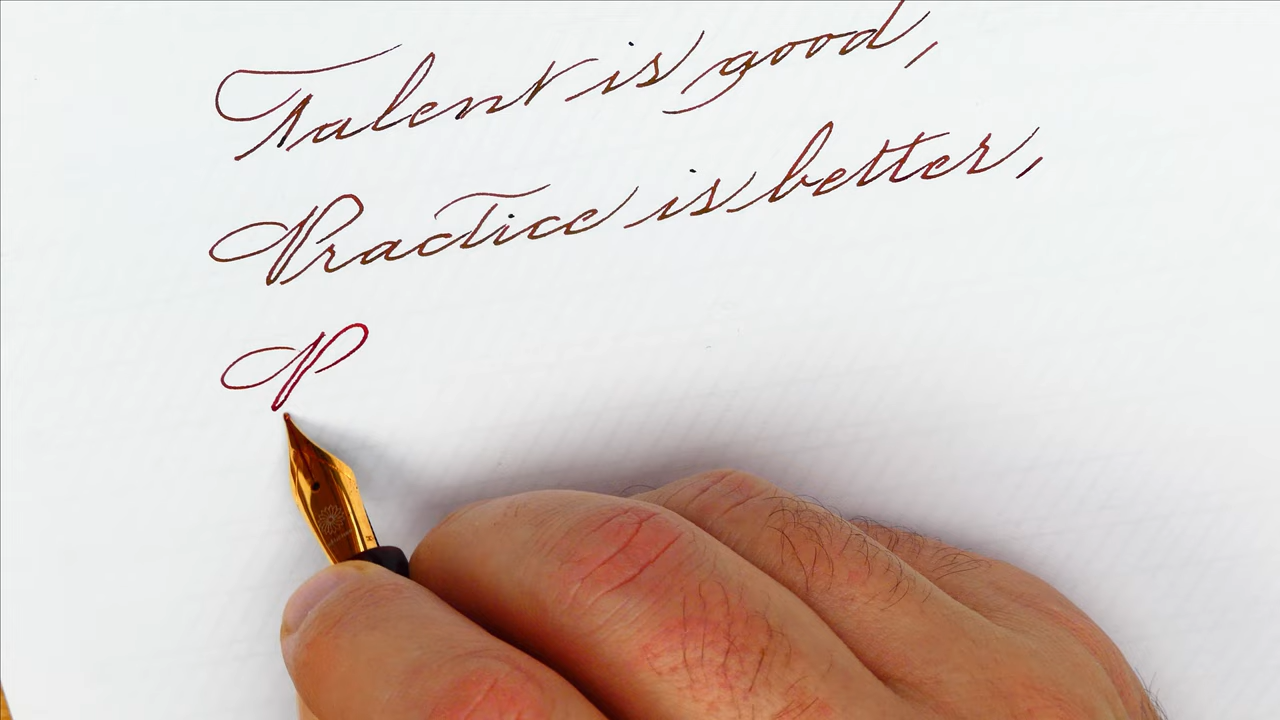 Talent is good,
Practice is better,
P